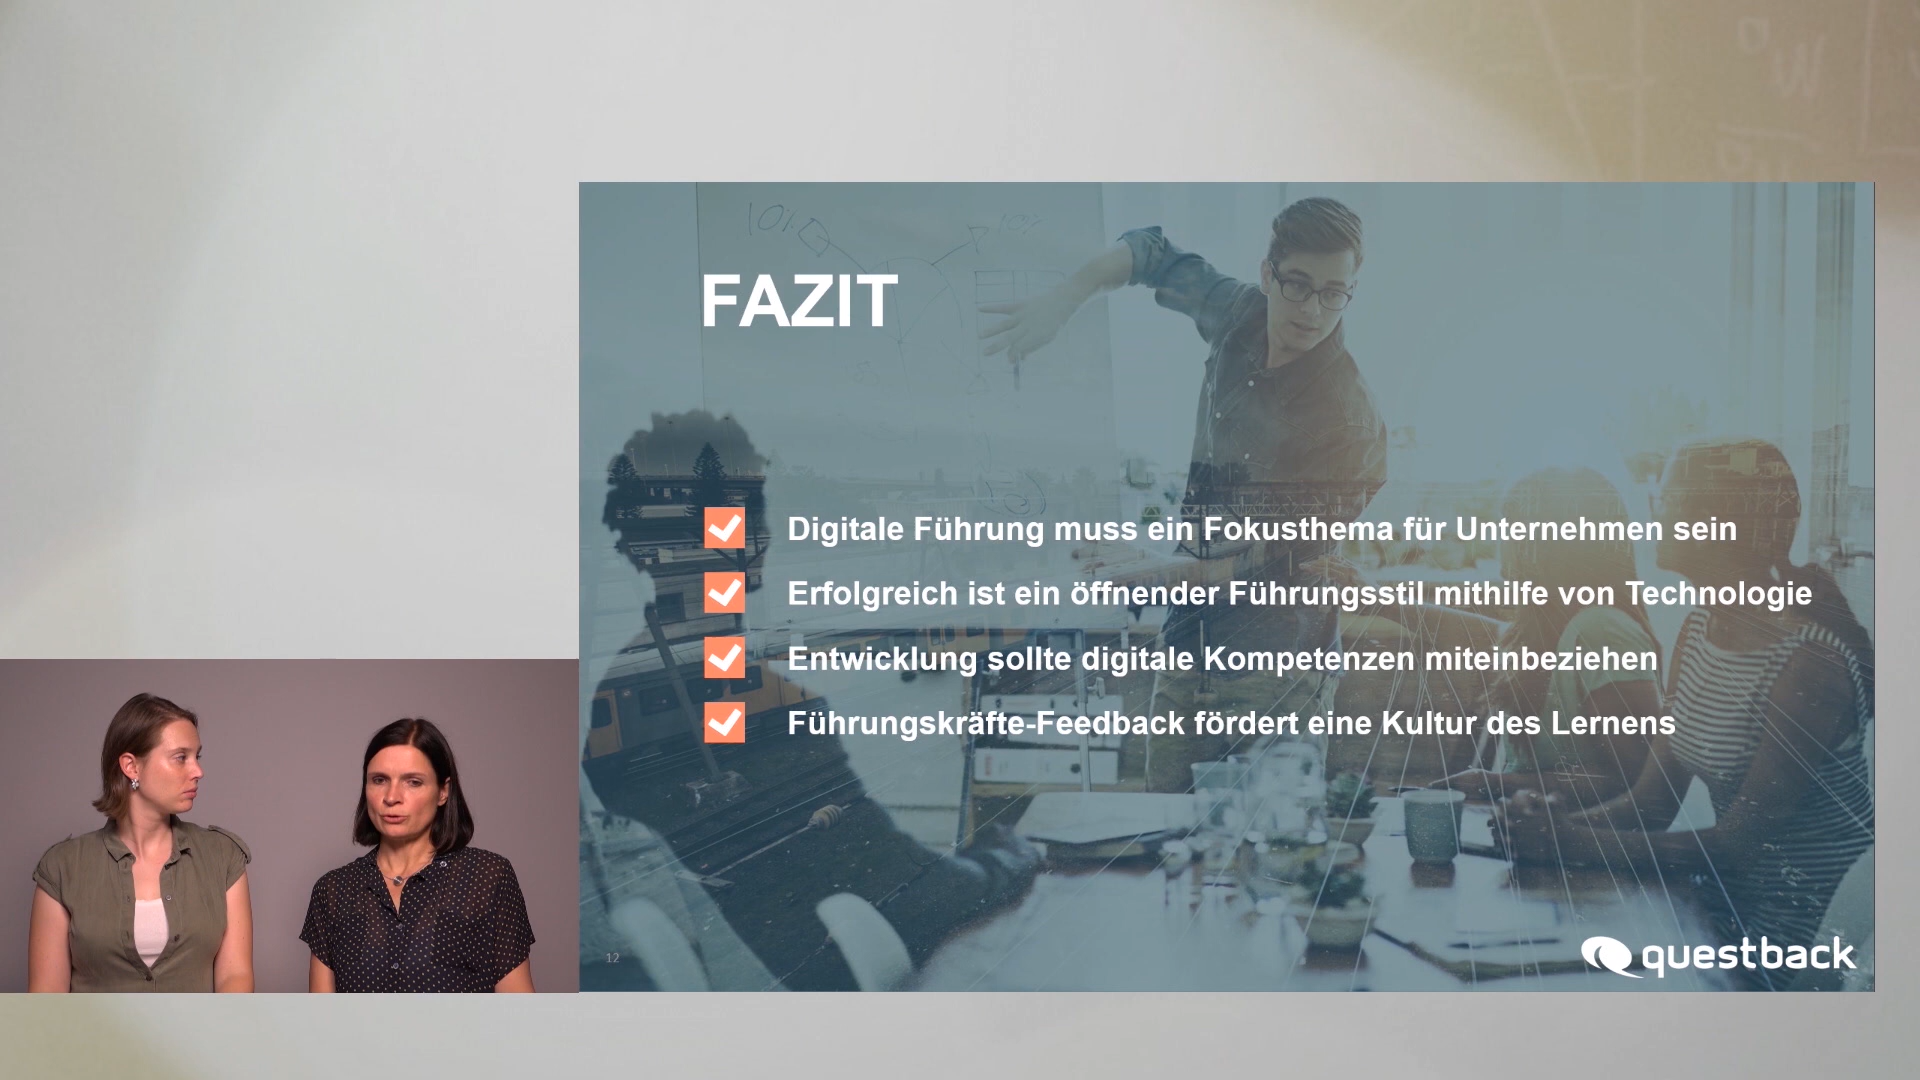 FAZIT
Digitale Führung muss ein Fokusthema für Unternehmen sein
Erfolgreich ist ein öffnender Führungsstil mithilfe von Technologie
Entwicklung sollte digitale Kompetenzen miteinbeziehen
Führungskräfte-Feedback fördert eine Kultur des Lernens
12
questback
10%